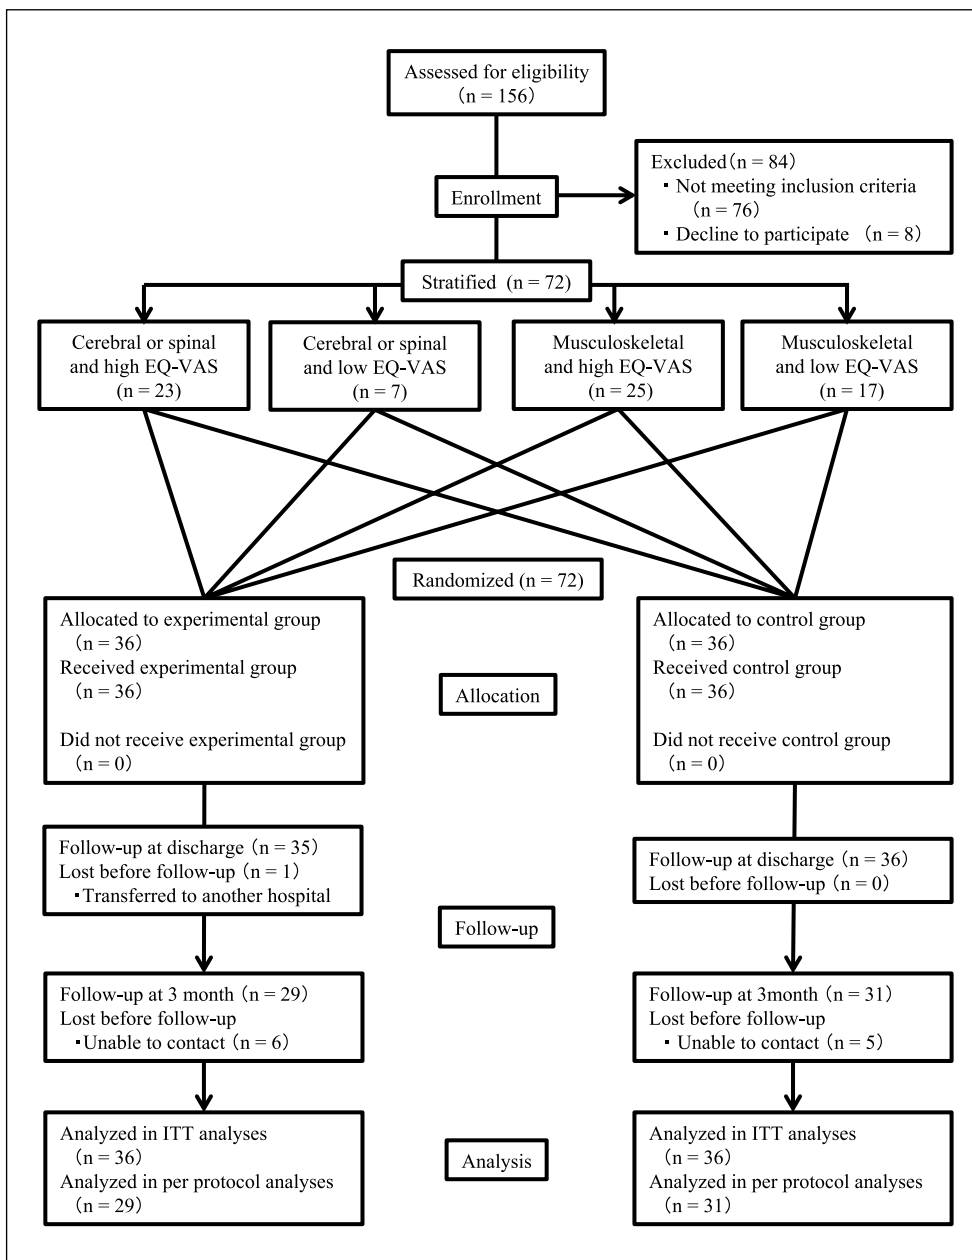 Assessed for eligibility
(n = 156)
Enrollment
Excluded (n = 84)
・Not meeting inclusion criteria
(n = 76)
・Decline to participate (n = 8)
Stratified (n = 72)
Cerebral or spinal
and high EQ-VAS
(n = 23)
Cerebral or spinal
and low EQ-VAS
(n = 7)
Musculoskeletal
and high EQ-VAS
(n = 25)
Musculoskeletal
and low EQ-VAS
(n = 17)
Randomized (n = 72)
Allocated to experimental group
(n = 36)
Received experimental group
(n = 36)
Did not receive experimental group
(n = 0)
Allocation
Allocated to control group
(n = 36)
Received control group
(n = 36)
Did not receive control group
(n = 0)
Follow-up at discharge (n = 35)
Lost before follow-up (n = 1)
・Transferred to another hospital
Follow-up at discharge (n = 36)
Lost before follow-up (n = 0)
Follow-up
Follow-up at 3 month (n = 29)
Lost before follow-up
・Unable to contact (n = 6)
Follow-up at 3month (n = 31)
Lost before follow-up
・Unable to contact (n = 5)
Analyzed in ITT analyses
(n = 36)
Analyzed in per protocol analyses
(n = 29)
Analysis
Analyzed in ITT analyses
(n = 36)
Analyzed in per protocol analyses
(n = 31)